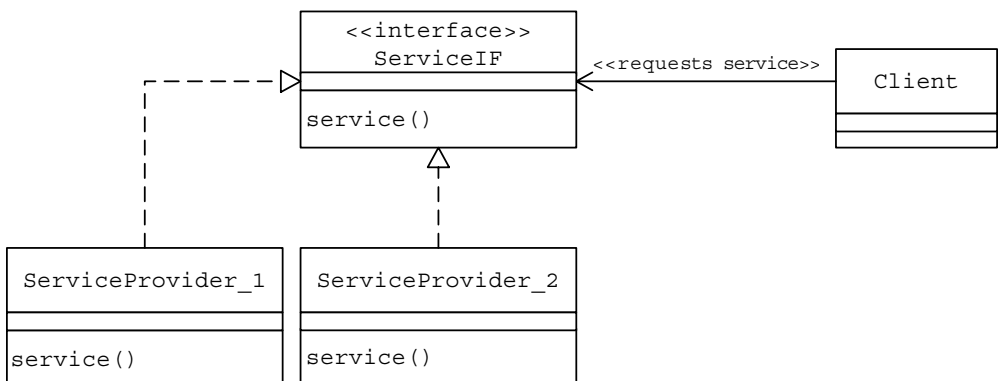 <<interface>>
ServiceIF
service()
<<requests service>>
Client
ServiceProvider_1
service()
ServiceProvider_2
service()